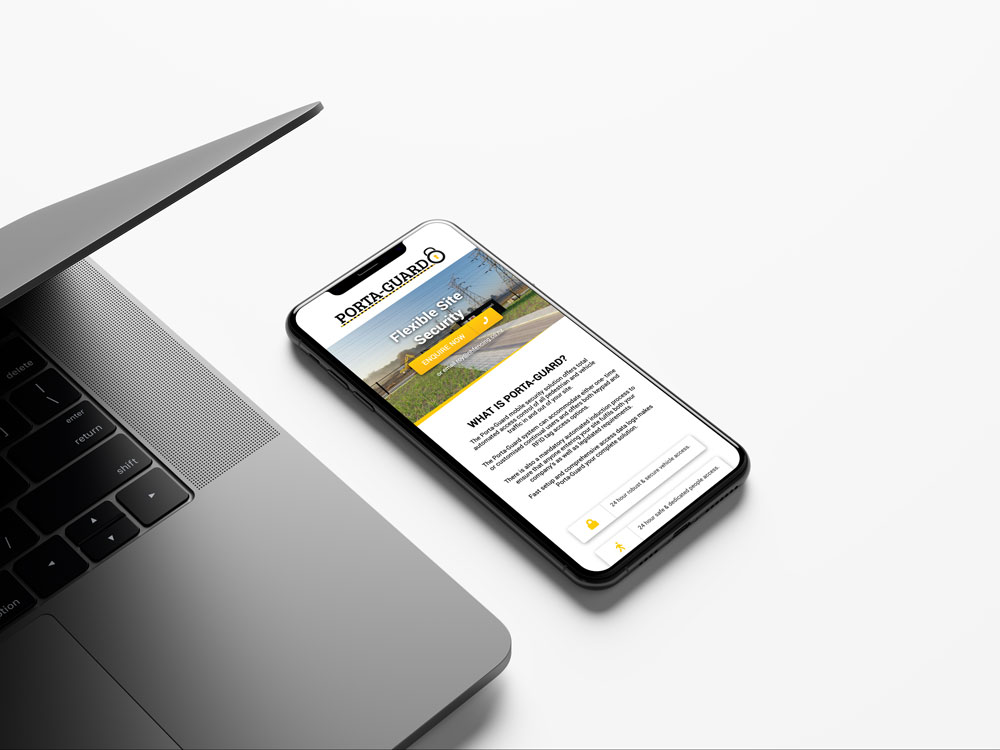 PORTA-GUARD
Flexible Site
Security
ENQUIRE NOW
WHAT IS PORTA-GUARD?
The Porta-Guard mobile security solution offers total
automated access control of all pedestrian and vehicle
traffic in and out of your site.
The Porta-Guard system can accommodate either one-time
or customised continual users and offers both keypad and
RFID tag access options.
There is also a mandatory automated induction process to
ensure that anyone entering your site fulfils both your
company's as well as legislated requirements
Fast setup and comprehensive access data logs makes
Porta-Guard your complete solution.
24 hour robust & secure vehicle access.
24 hour safe & dedicated people access.
delete
enter
return
shift
option